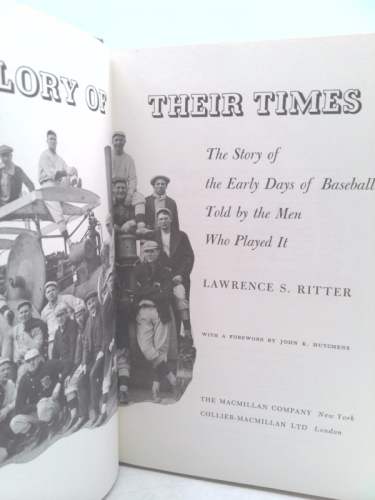 LORY OF THEIR TIMES
The Story of
the Early Days of Baseball
Told by the Men
Who Played It
LAWRENCE S. RITTER
WITH A FOREWORD BY JOHN K. HUTCHENS
THE MACMILLAN COMPANY New York
COLLIER-MACMILLAN LTD London